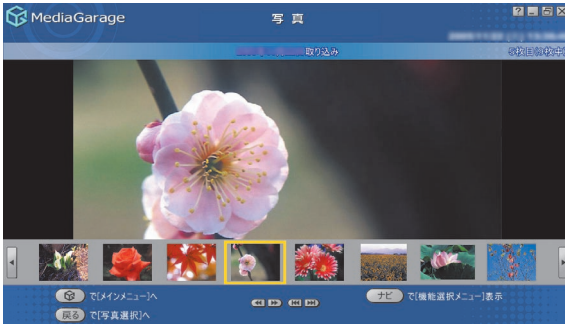 MediaGarage
写真
取り込み
で[メインメニュー]へ
ナビ で[機能選択メニュー]表示
戻る で[写真選択]へ